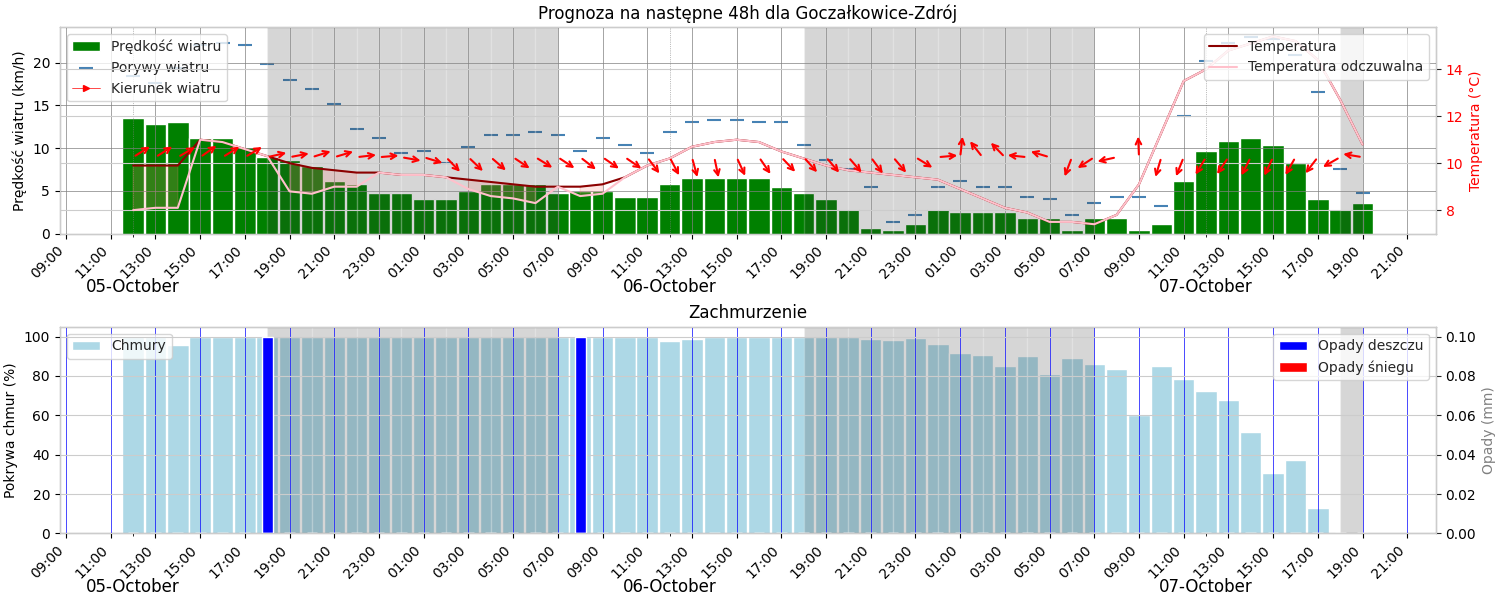 Prognoza na następne 48h dla Goczałkowice-Zdrój
Prędkość wiatru (km/h)
Prędkość wiatru
Porywy wiatru
Kierunek wiatru
Temperatura
Temperatura odczuwalna
Temperatura (°C)
20
15
10
5
0
14
12
10
8
09:00 11:00 13:00 15:00 17:00 19:00 21:00 23:00 01:00 03:00 05:00 07:00 09:00 11:00 13:00 15:00 17:00 19:00 21:00 23:00 01:00 03:00 05:00 07:00 09:00 11:00 13:00 15:00 17:00 19:00 21:00
05-October 06-October 07-October
Zachmurzenie
Pokrywa chmur (%)
Chmury
Opady deszczu
Opady śniegu
Opady (mm)
100
80
60
40
20
0
0.10
0.08
0.06
0.04
0.02
0.00
09:00 11:00 13:00 15:00 17:00 19:00 21:00 23:00 01:00 03:00 05:00 07:00 09:00 11:00 13:00 15:00 17:00 19:00 21:00 23:00 01:00 03:00 05:00 07:00 09:00 11:00 13:00 15:00 17:00 19:00 21:00
05-October 06-October 07-October